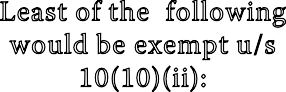 Least of the following
would be exempt u/s
10(10)(ii):